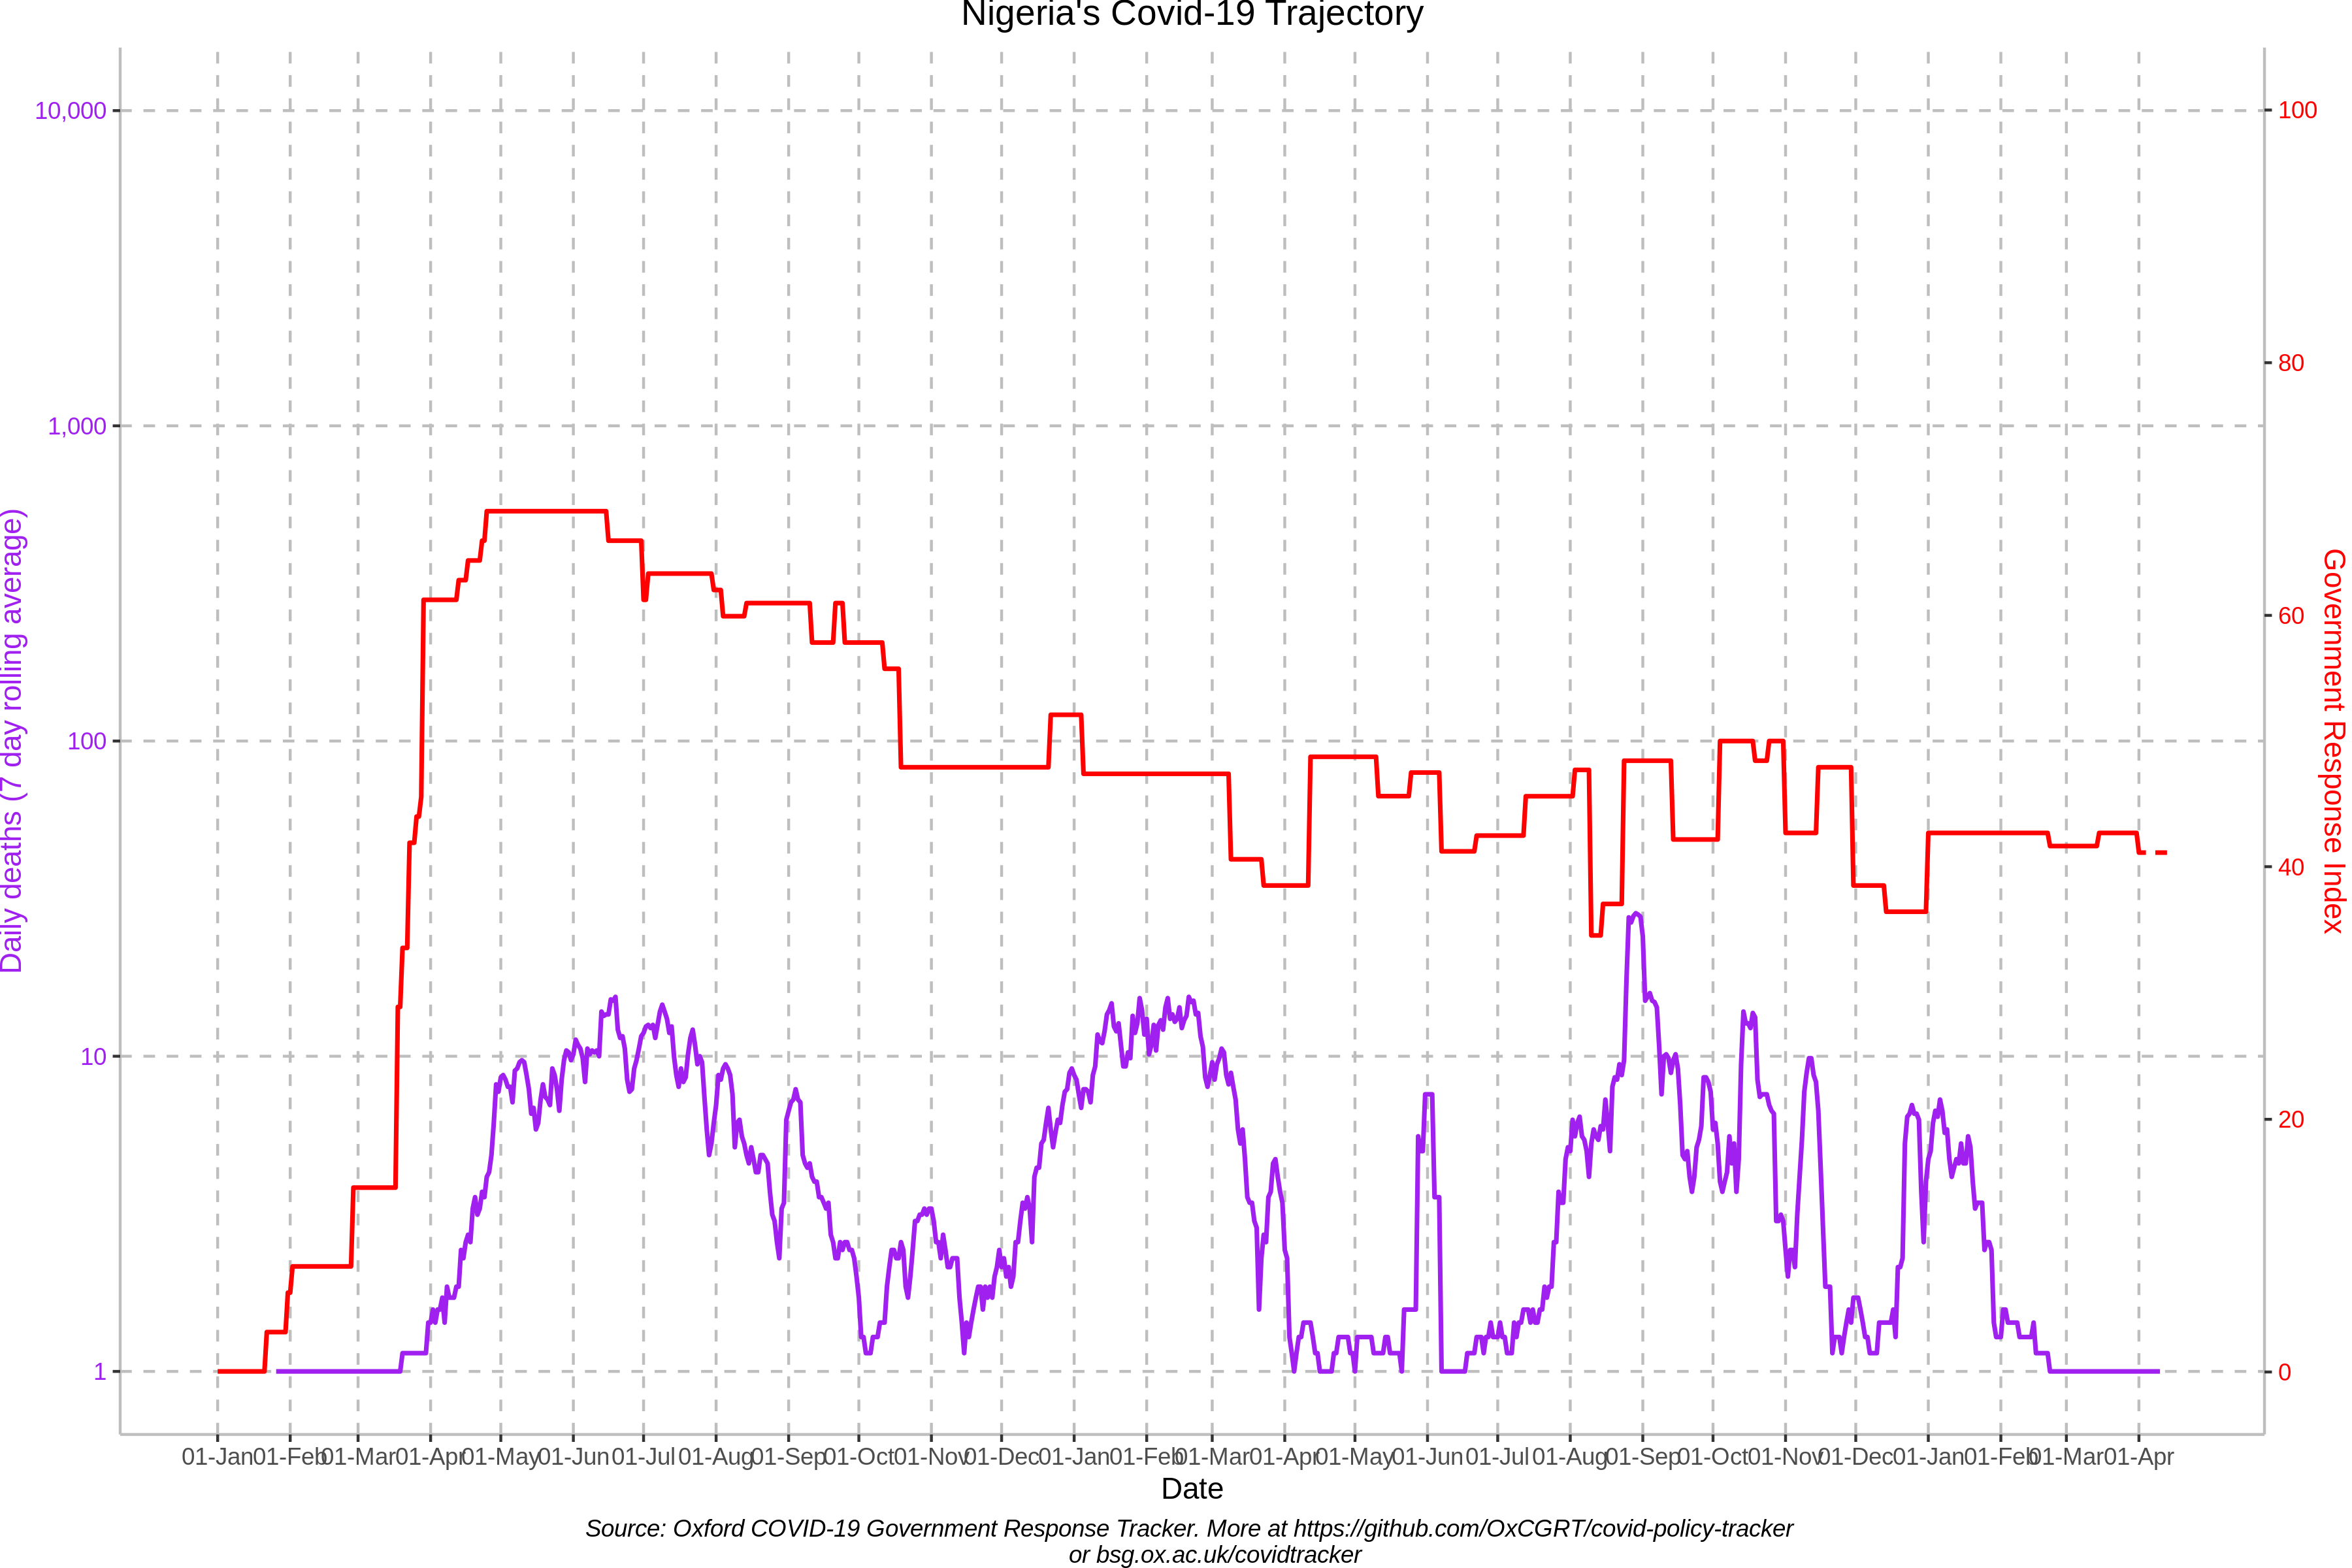 Nigeria's Covid-19 Trajectory
10,000
1,000
100
10
1
Daily deaths (7 day rolling average)
100
80
60
40
20
0
Government Response Index
01-Jan 01-Feb 01-Mar 01-Apr 01-May 01-Jun 01-Jul 01-Aug 01-Sep 01-Oct 01-Nov 01-Dec 01-Jan 01-Feb 01-Mar 01-Apr 01-May 01-Jun 01-Jul 01-Aug 01-Sep 01-Oct 01-Nov 01-Dec 01-Jan 01-Feb 01-Mar 01-Apr
Date
Source: Oxford COVID-19 Government Response Tracker. More at https://github.com/OxCGRT/covid-policy-tracker
or bsg.ox.ac.uk/covidtracker